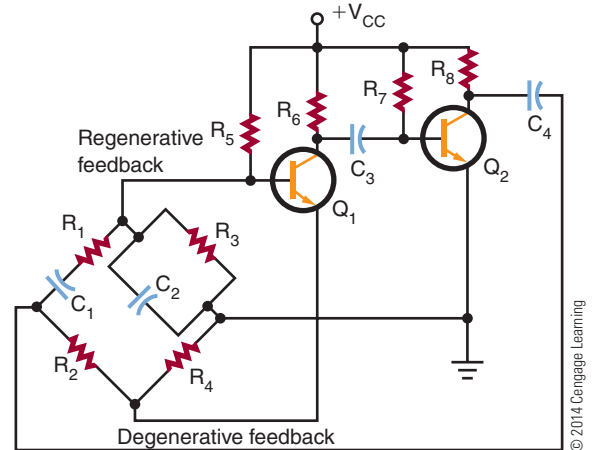 +VCC
R8
R7
R6
R5
C4
C3
Q2
Q1
Regenerative
feedback
R1
R3
C1
C2
R2
R4
Degenerative feedback
© 2014 Cengage Learning